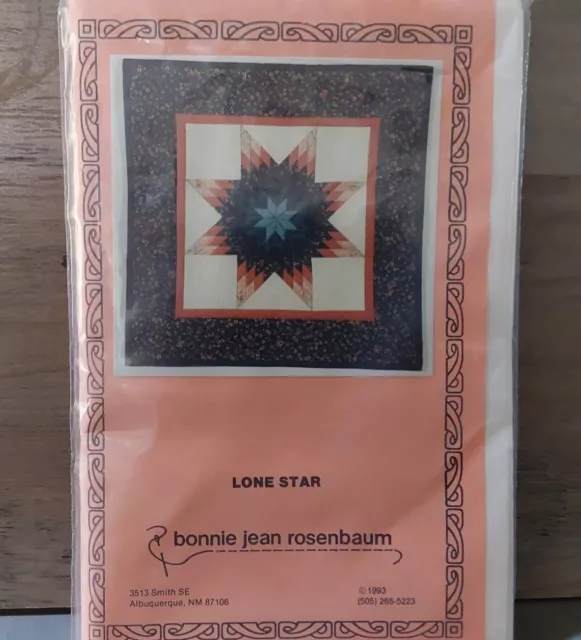 LONE STAR
bonnie jean rosenbaum
3513 Smith SE
Albuquerque, NM 87106
© 1993
(505) 265-5223